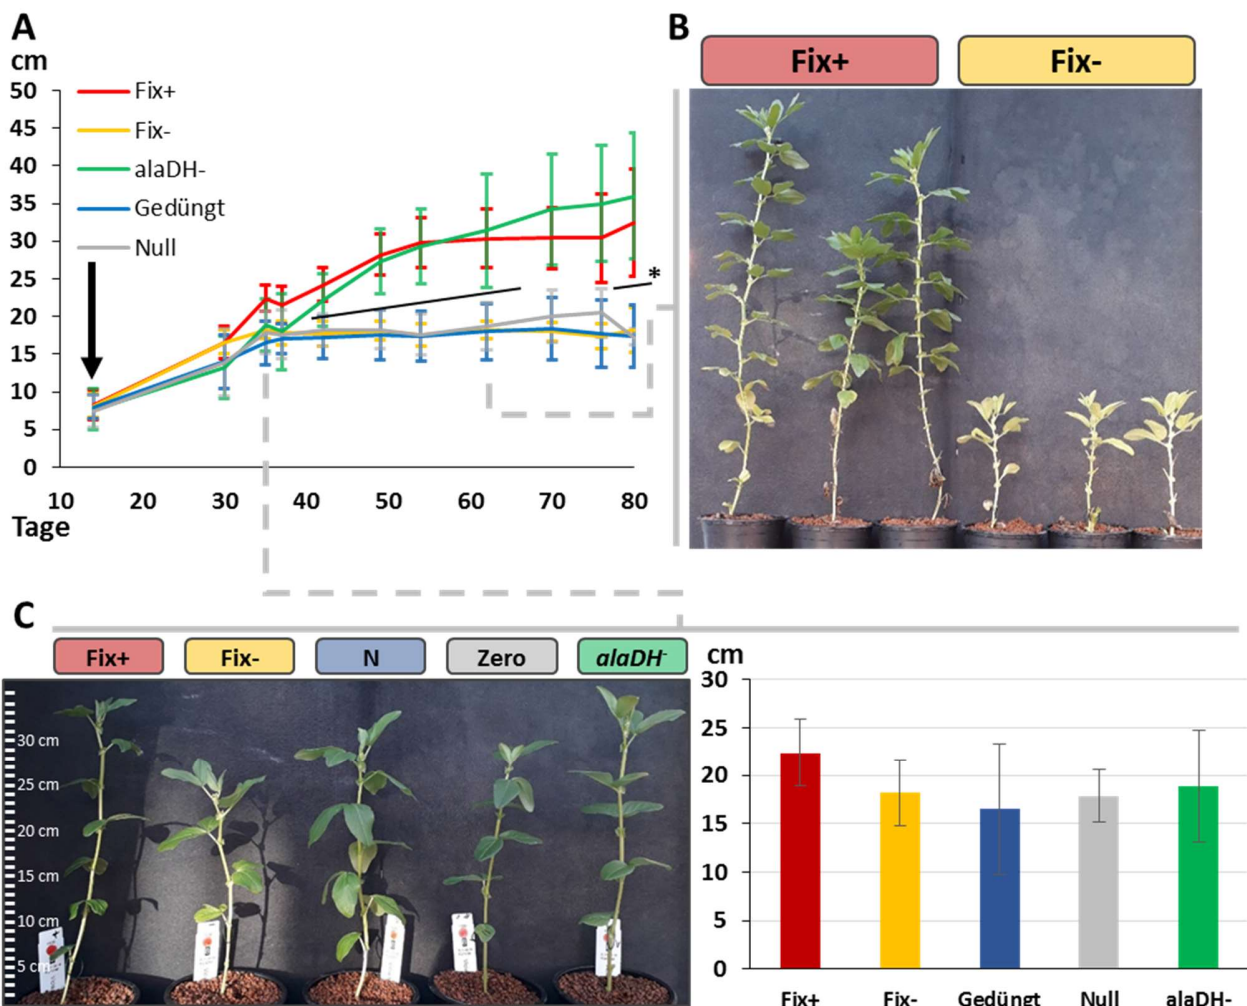 A
cm
50
45
40
35
30
25
20
15
10
5
0
Fix+
Fix-
alaDH-
Gedüngt
Null
*
10 20 30 40 50 60 70 80
Tage
B
Fix+ Fix-
C
Fix+ Fix- N Zero alaDH-
30 cm
25 cm
20 cm
15 cm
10 cm
5 cm
cm
30
25
20
15
10
5
0
Fix+ Fix- Gedüngt Null alaDH-